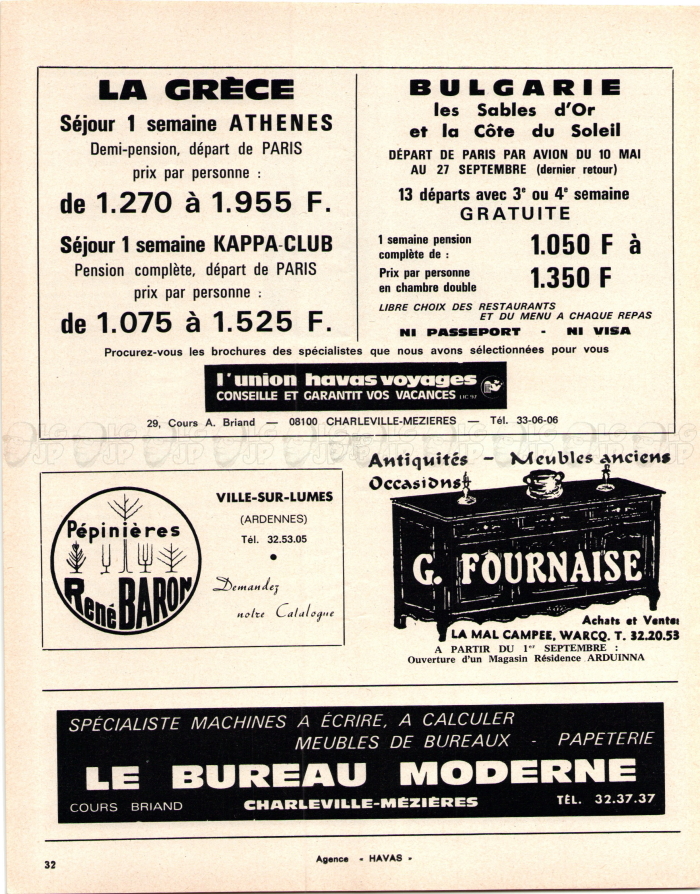 LA GRÈCE
Séjour 1 semaine ATHENES
Demi-pension, départ de PARIS
prix par personne :
de 1.270 à 1.955 F.
Séjour 1 semaine KAPPA-CLUB
Pension complète, départ de PARIS
prix par personne :
de 1.075 à 1.525 F.
BULGARIE
les Sables d'Or
et la Côte du Soleil
DÉPART DE PARIS PAR AVION DU 10 MAI
AU 27 SEPTEMBRE (dernier retour)
13 départs avec 3e ou 4e semaine
GRATUITE
1 semaine pension
complète de :
1.050 F à
Prix par personne
en chambre double
1.350 F
LIBRE CHOIX DES RESTAURANTS
ET DU MENU A CHAQUE REPAS
NI PASSEPORT - NI VISA
Procurez-vous les brochures des spécialistes que nous avons sélectionnées pour vous
l'union havas voyages
CONSEILLE ET GARANTIT VOS VACANCES
29, Cours A. Briand — 08100 CHARLEVILLE-MEZIERES — Tél. 33-06-06
Pépinières
René BARON
VILLE-SUR-LUMES
(ARDENNES)
Tél. 32.53.05
Demandez
notre Catalogue
Antiquités - Meubles anciens
Occasions
G. FOURNAISE
Achats et Ventes
LA MAL CAMPEE, WARCQ. T. 32.20.53
A PARTIR DU 1er SEPTEMBRE :
Ouverture d'un Magasin Résidence ARDUINNA
SPÉCIALISTE MACHINES A ÉCRIRE, A CALCULER
MEUBLES DE BUREAUX - PAPETERIE
LE BUREAU MODERNE
COURS BRIAND CHARLEVILLE-MÉZIÈRES TÉL. 32.37.37
32
Agence « HAVAS »